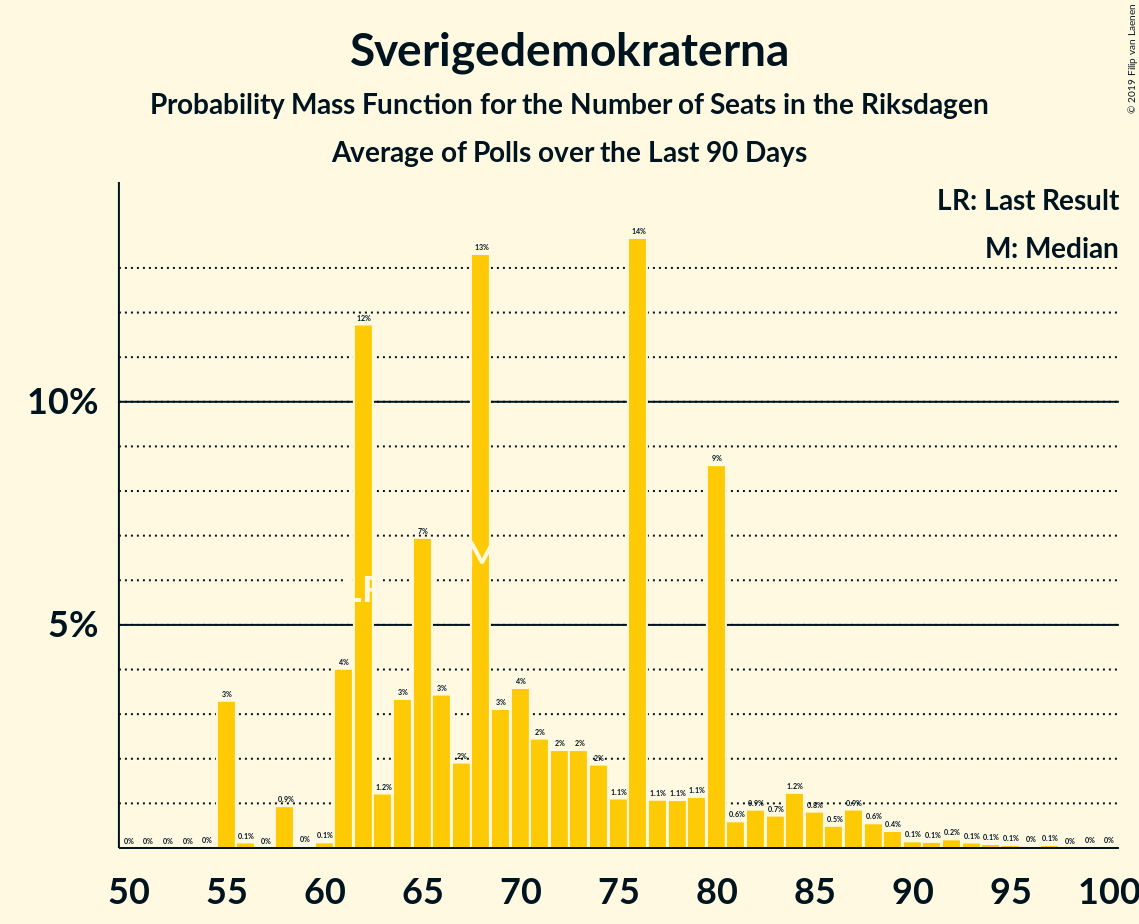 Sverigedemokraterna
Probability Mass Function for the Number of Seats in the Riksdagen
Average of Polls over the Last 90 Days
© 2019 Filip van Laenen
LR: Last Result
M: Median
10%
5%
0% 0% 0% 0% 0% 3% 0.1% 0% 0.9% 0% 0.1% 4% 12% 1.2% 3% 7% 3% 2% 13% 3% 4% 2% 2% 2% 2% 1.1% 14% 1.1% 1.1% 1.1% 9% 0.6% 0.9% 0.7% 1.2% 0.8% 0.5% 0.9% 0.6% 0.4% 0.1% 0.1% 0.2% 0.1% 0.1% 0.1% 0% 0.1% 0% 0% 0%
M
LR
50 55 60 65 70 75 80 85 90 95 100